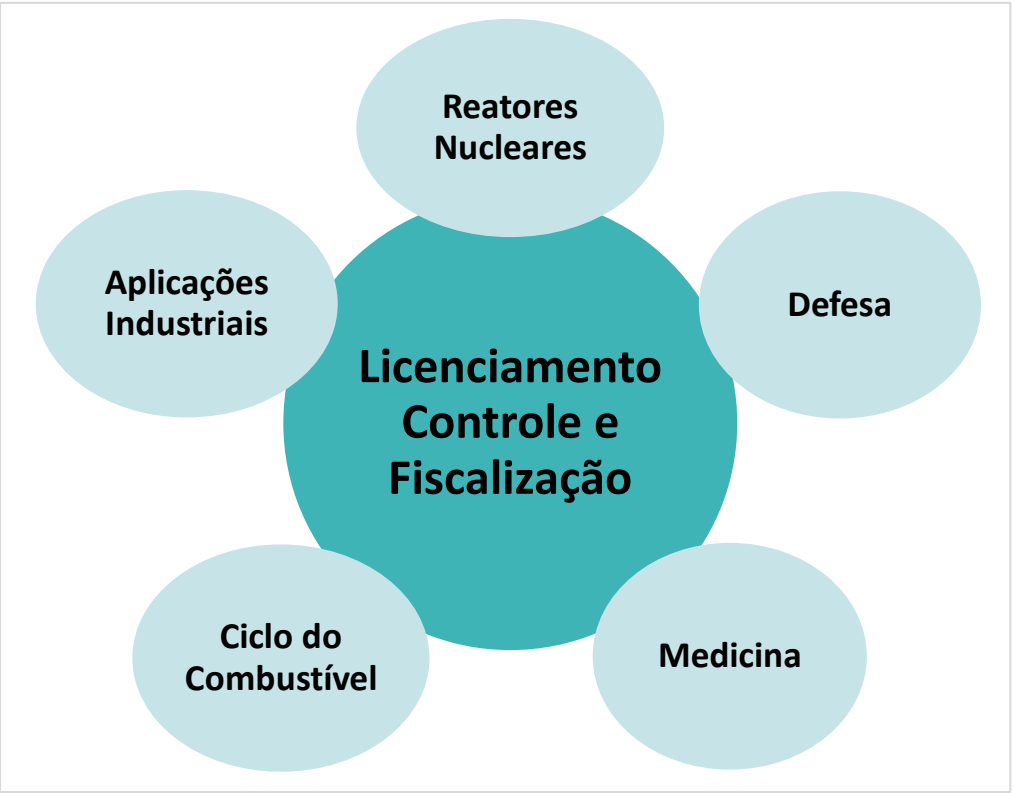 Reatores
Nucleares
Aplicações
Industriais
Defesa
Licenciamento
Controle e
Fiscalização
Ciclo do
Combustível
Medicina